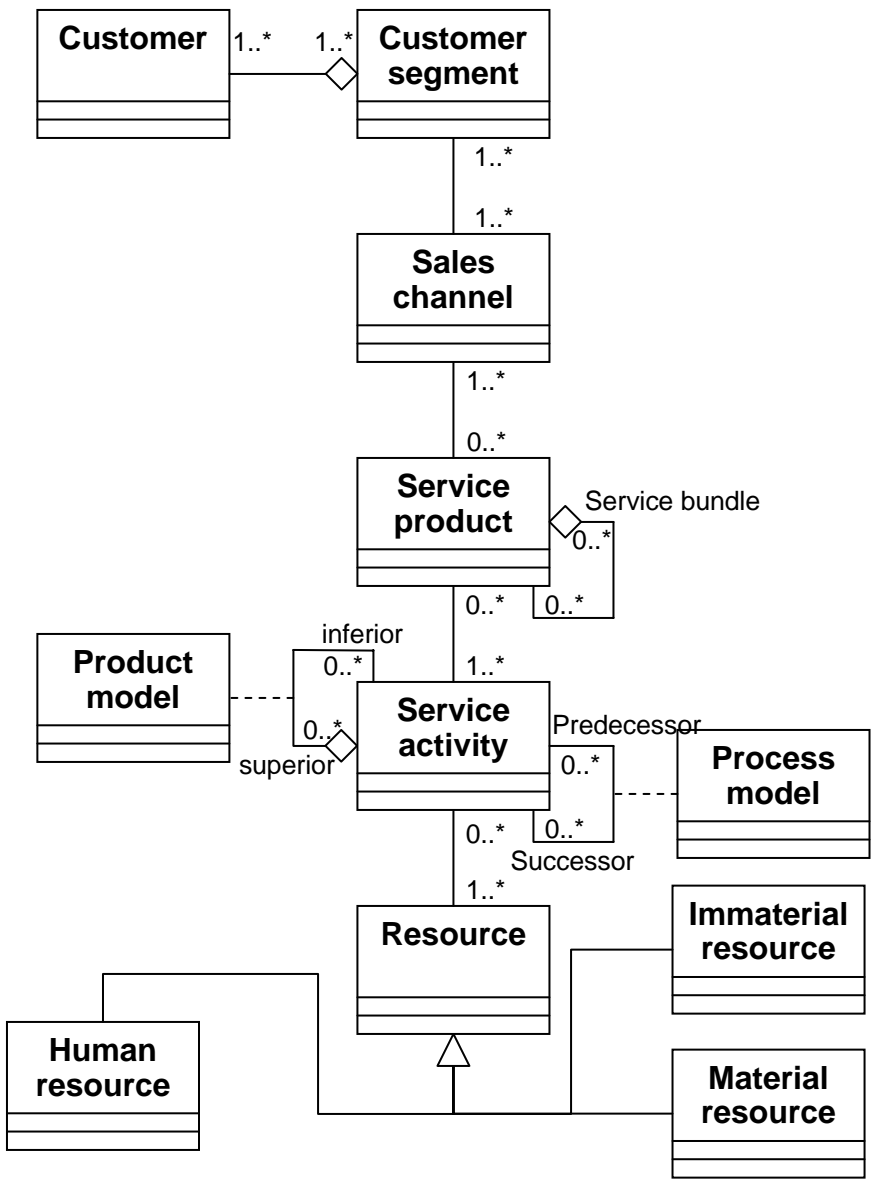 Customer
1..*
1..*
Customer
segment
1..*
1..*
Sales
channel
1..*
0..*
Service
product
Service bundle
0..*
0..*
0..*
inferior
0..*
1..*
Product
model
Service
activity
0..*
superior
Predecessor
0..*
Process
model
0..*
0..*
Successor
1..*
Resource
Immaterial
resource
Human
resource
Material
resource